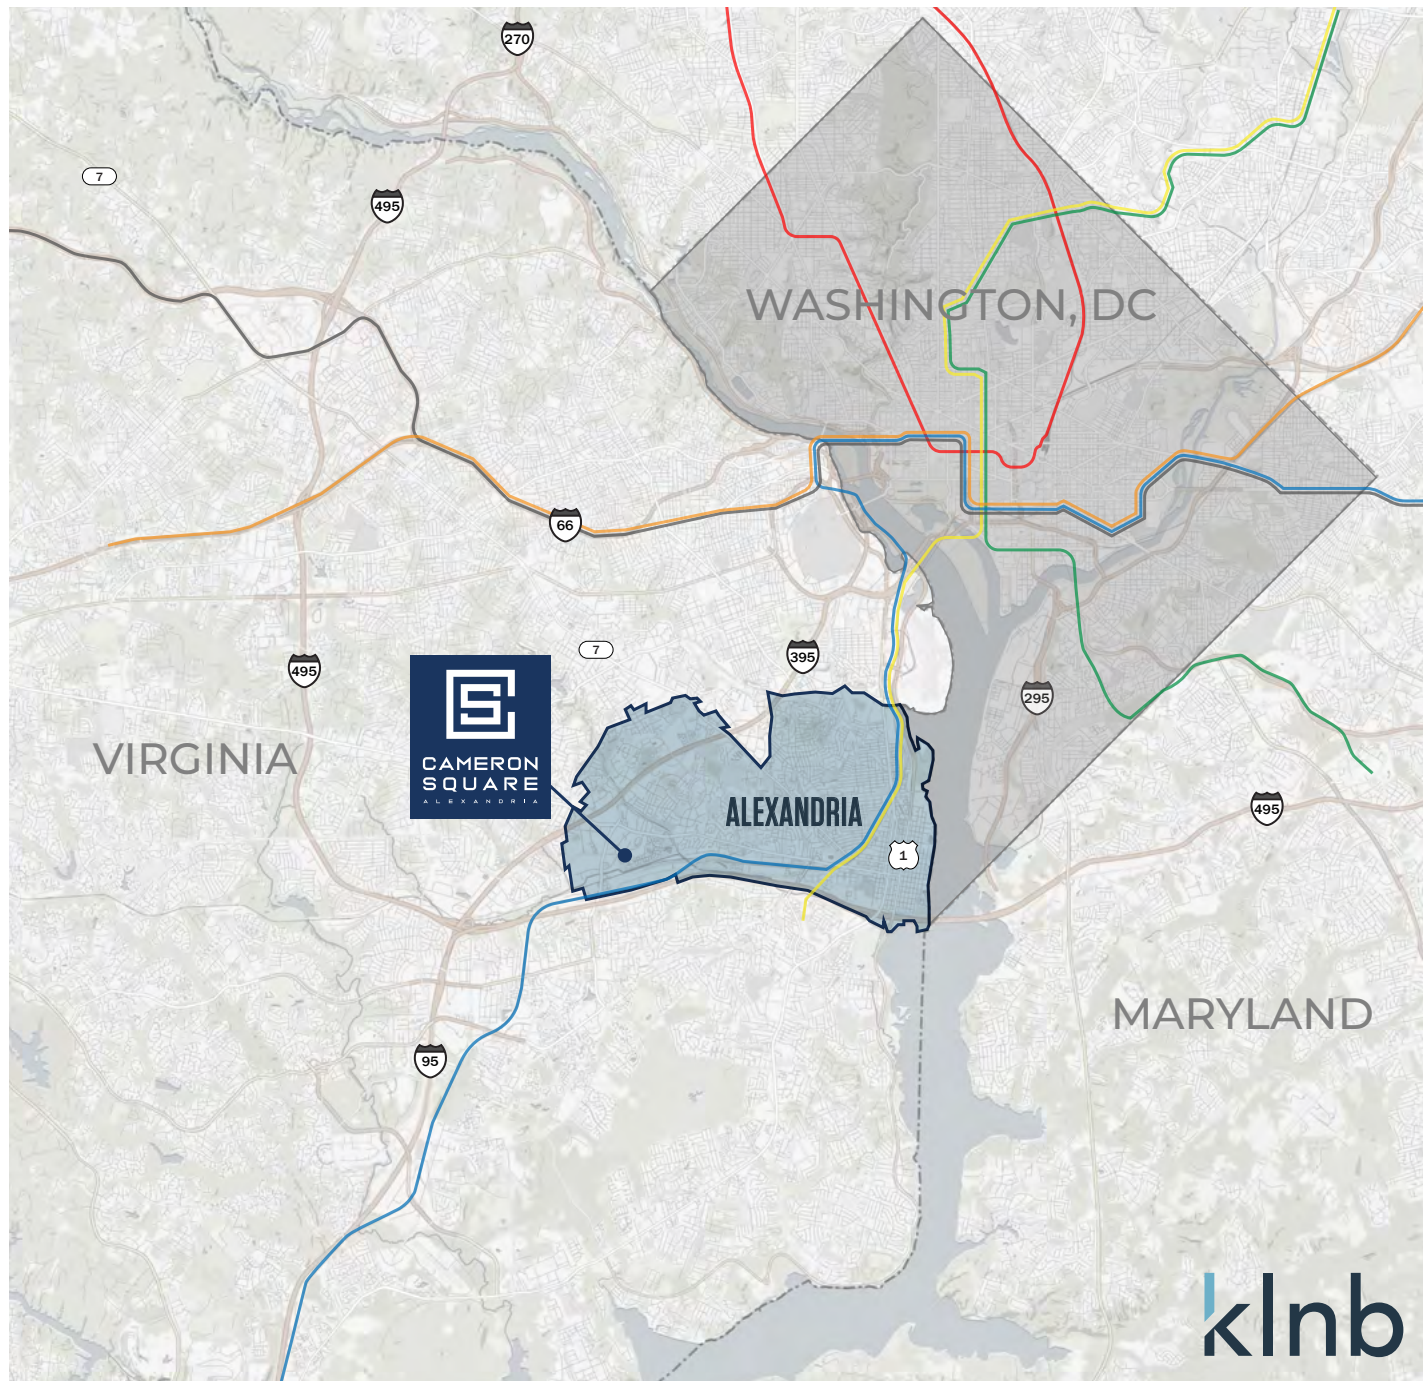 270
7
495
WASHINGTON, DC
66
7
395
495
295
CAMERON
SQUARE
ALEXANDRIA
VIRGINIA
ALEXANDRIA
495
1
MARYLAND
95
klnb